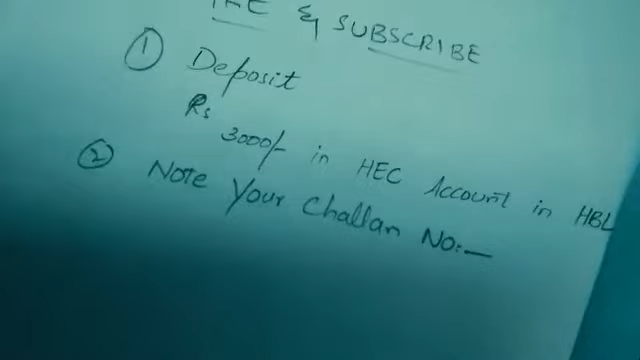 & SUBSCRIBE
① Deposit
Rs 3000/- in HEC Account in HBL
② Note Your Challan No:—